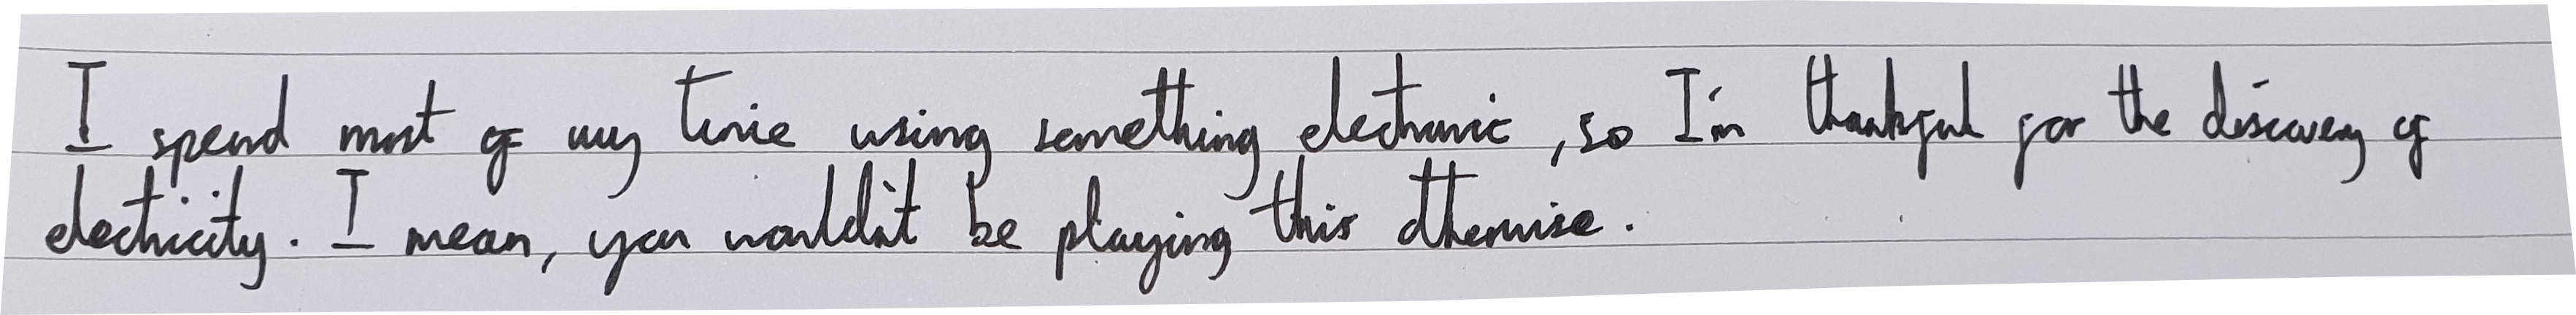 I spend most of my time using something electronic, so I'm thankful for the discovery of
electricity. I mean, you wouldn't be playing this otherwise.